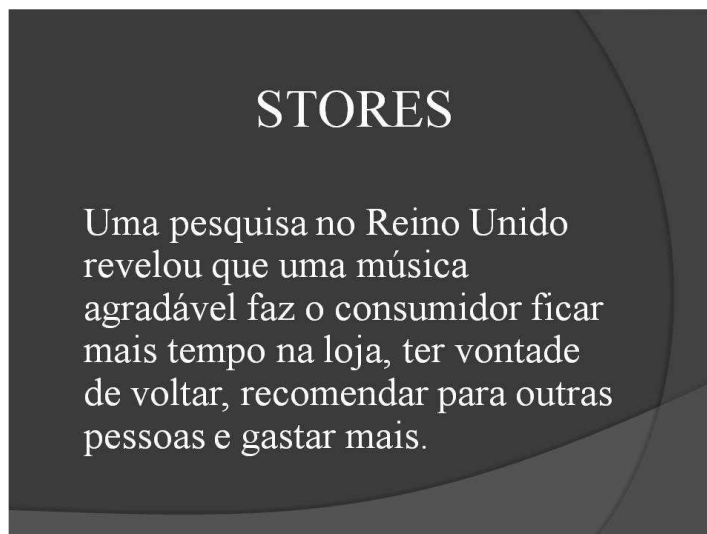 STORES
Uma pesquisa no Reino Unido
revelou que uma música
agradável faz o consumidor ficar
mais tempo na loja, ter vontade
de voltar, recomendar para outras
pessoas e gastar mais.